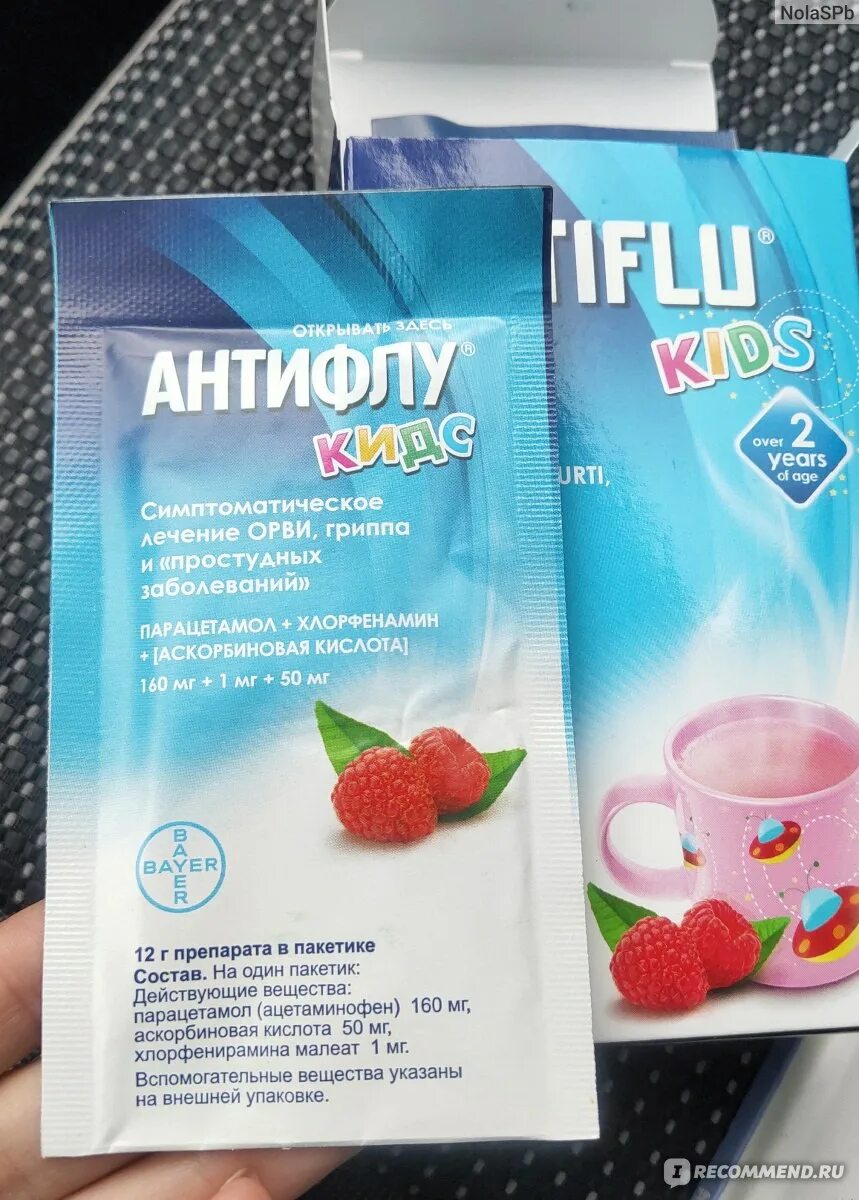 NolaSPb
TIFLU®
KIDS
over 2
years
of age
URTI,
ОТКРЫВАТЬ ЗДЕСЬ
АНТИФЛУ®
КИДС
Симптоматическое
лечение ОРВИ, гриппа
и «простудных
заболеваний»
ПАРАЦЕТАМОЛ + ХЛОРФЕНАМИН
+ [АСКОРБИНОВАЯ КИСЛОТА]
160 мг + 1 мг + 50 мг
BAYER
BAYER
12 г препарата в пакетике
Состав. На один пакетик:
Действующие вещества:
парацетамол (ацетаминофен) 160 мг,
аскорбиновая кислота 50 мг,
хлорфенирамина малеат 1 мг.
Вспомогательные вещества указаны
на внешней упаковке.
I RECOMMEND.RU